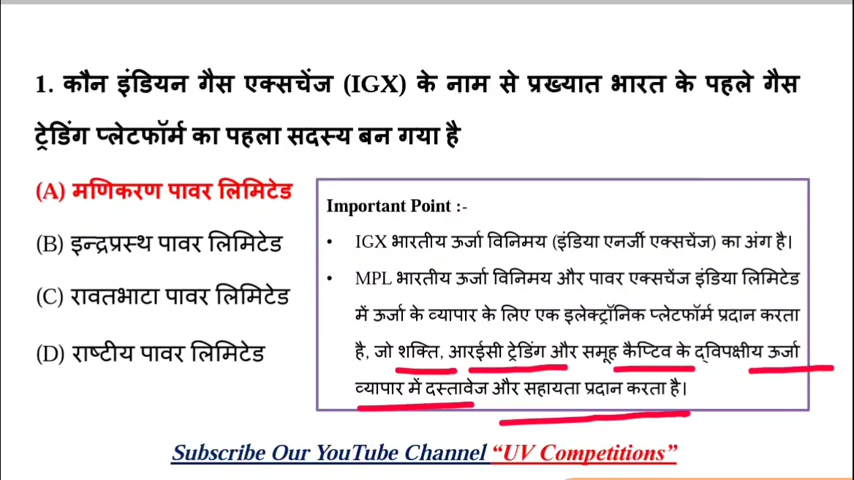 1. कौन इंडियन गैस एक्सचेंज (IGX) के नाम से प्रख्यात भारत के पहले गैस
ट्रेडिंग प्लेटफॉर्म का पहला सदस्य बन गया है
(A) मणिकरण पावर लिमिटेड
(B) इन्द्रप्रस्थ पावर लिमिटेड
(C) रावतभाटा पावर लिमिटेड
(D) राष्टीय पावर लिमिटेड
Important Point :-
• IGX भारतीय ऊर्जा विनिमय (इंडिया एनर्जी एक्सचेंज) का अंग है।
• MPL भारतीय ऊर्जा विनिमय और पावर एक्सचेंज इंडिया लिमिटेड
में ऊर्जा के व्यापार के लिए एक इलेक्ट्रॉनिक प्लेटफॉर्म प्रदान करता
है, जो शक्ति, आरईसी ट्रेडिंग और समूह कैप्टिव के द्विपक्षीय ऊर्जा
व्यापार में दस्तावेज और सहायता प्रदान करता है।
Subscribe Our YouTube Channel “UV Competitions”